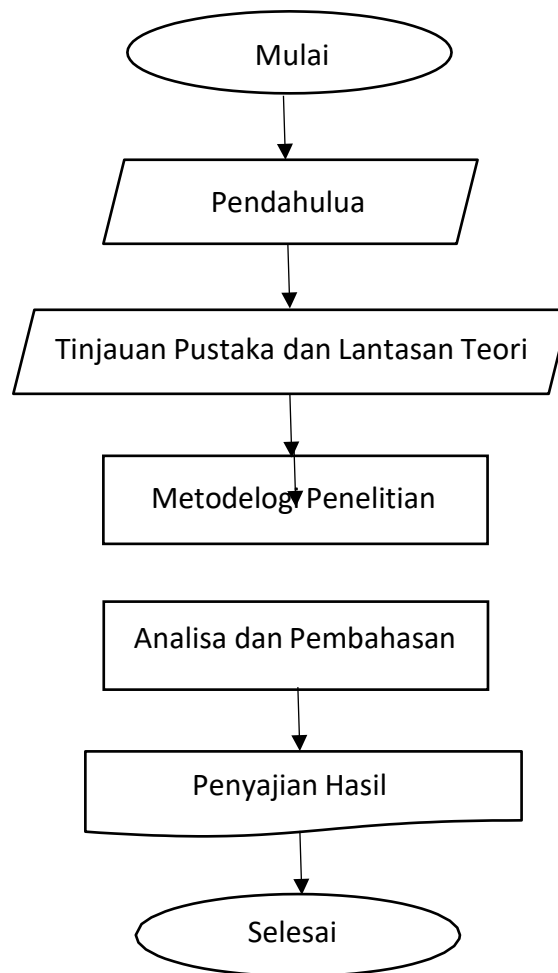 Mulai
Pendahulua
Tinjauan Pustaka dan Lantasan Teori
Metodelogi Penelitian
Analisa dan Pembahasan
Penyajian Hasil
Selesai